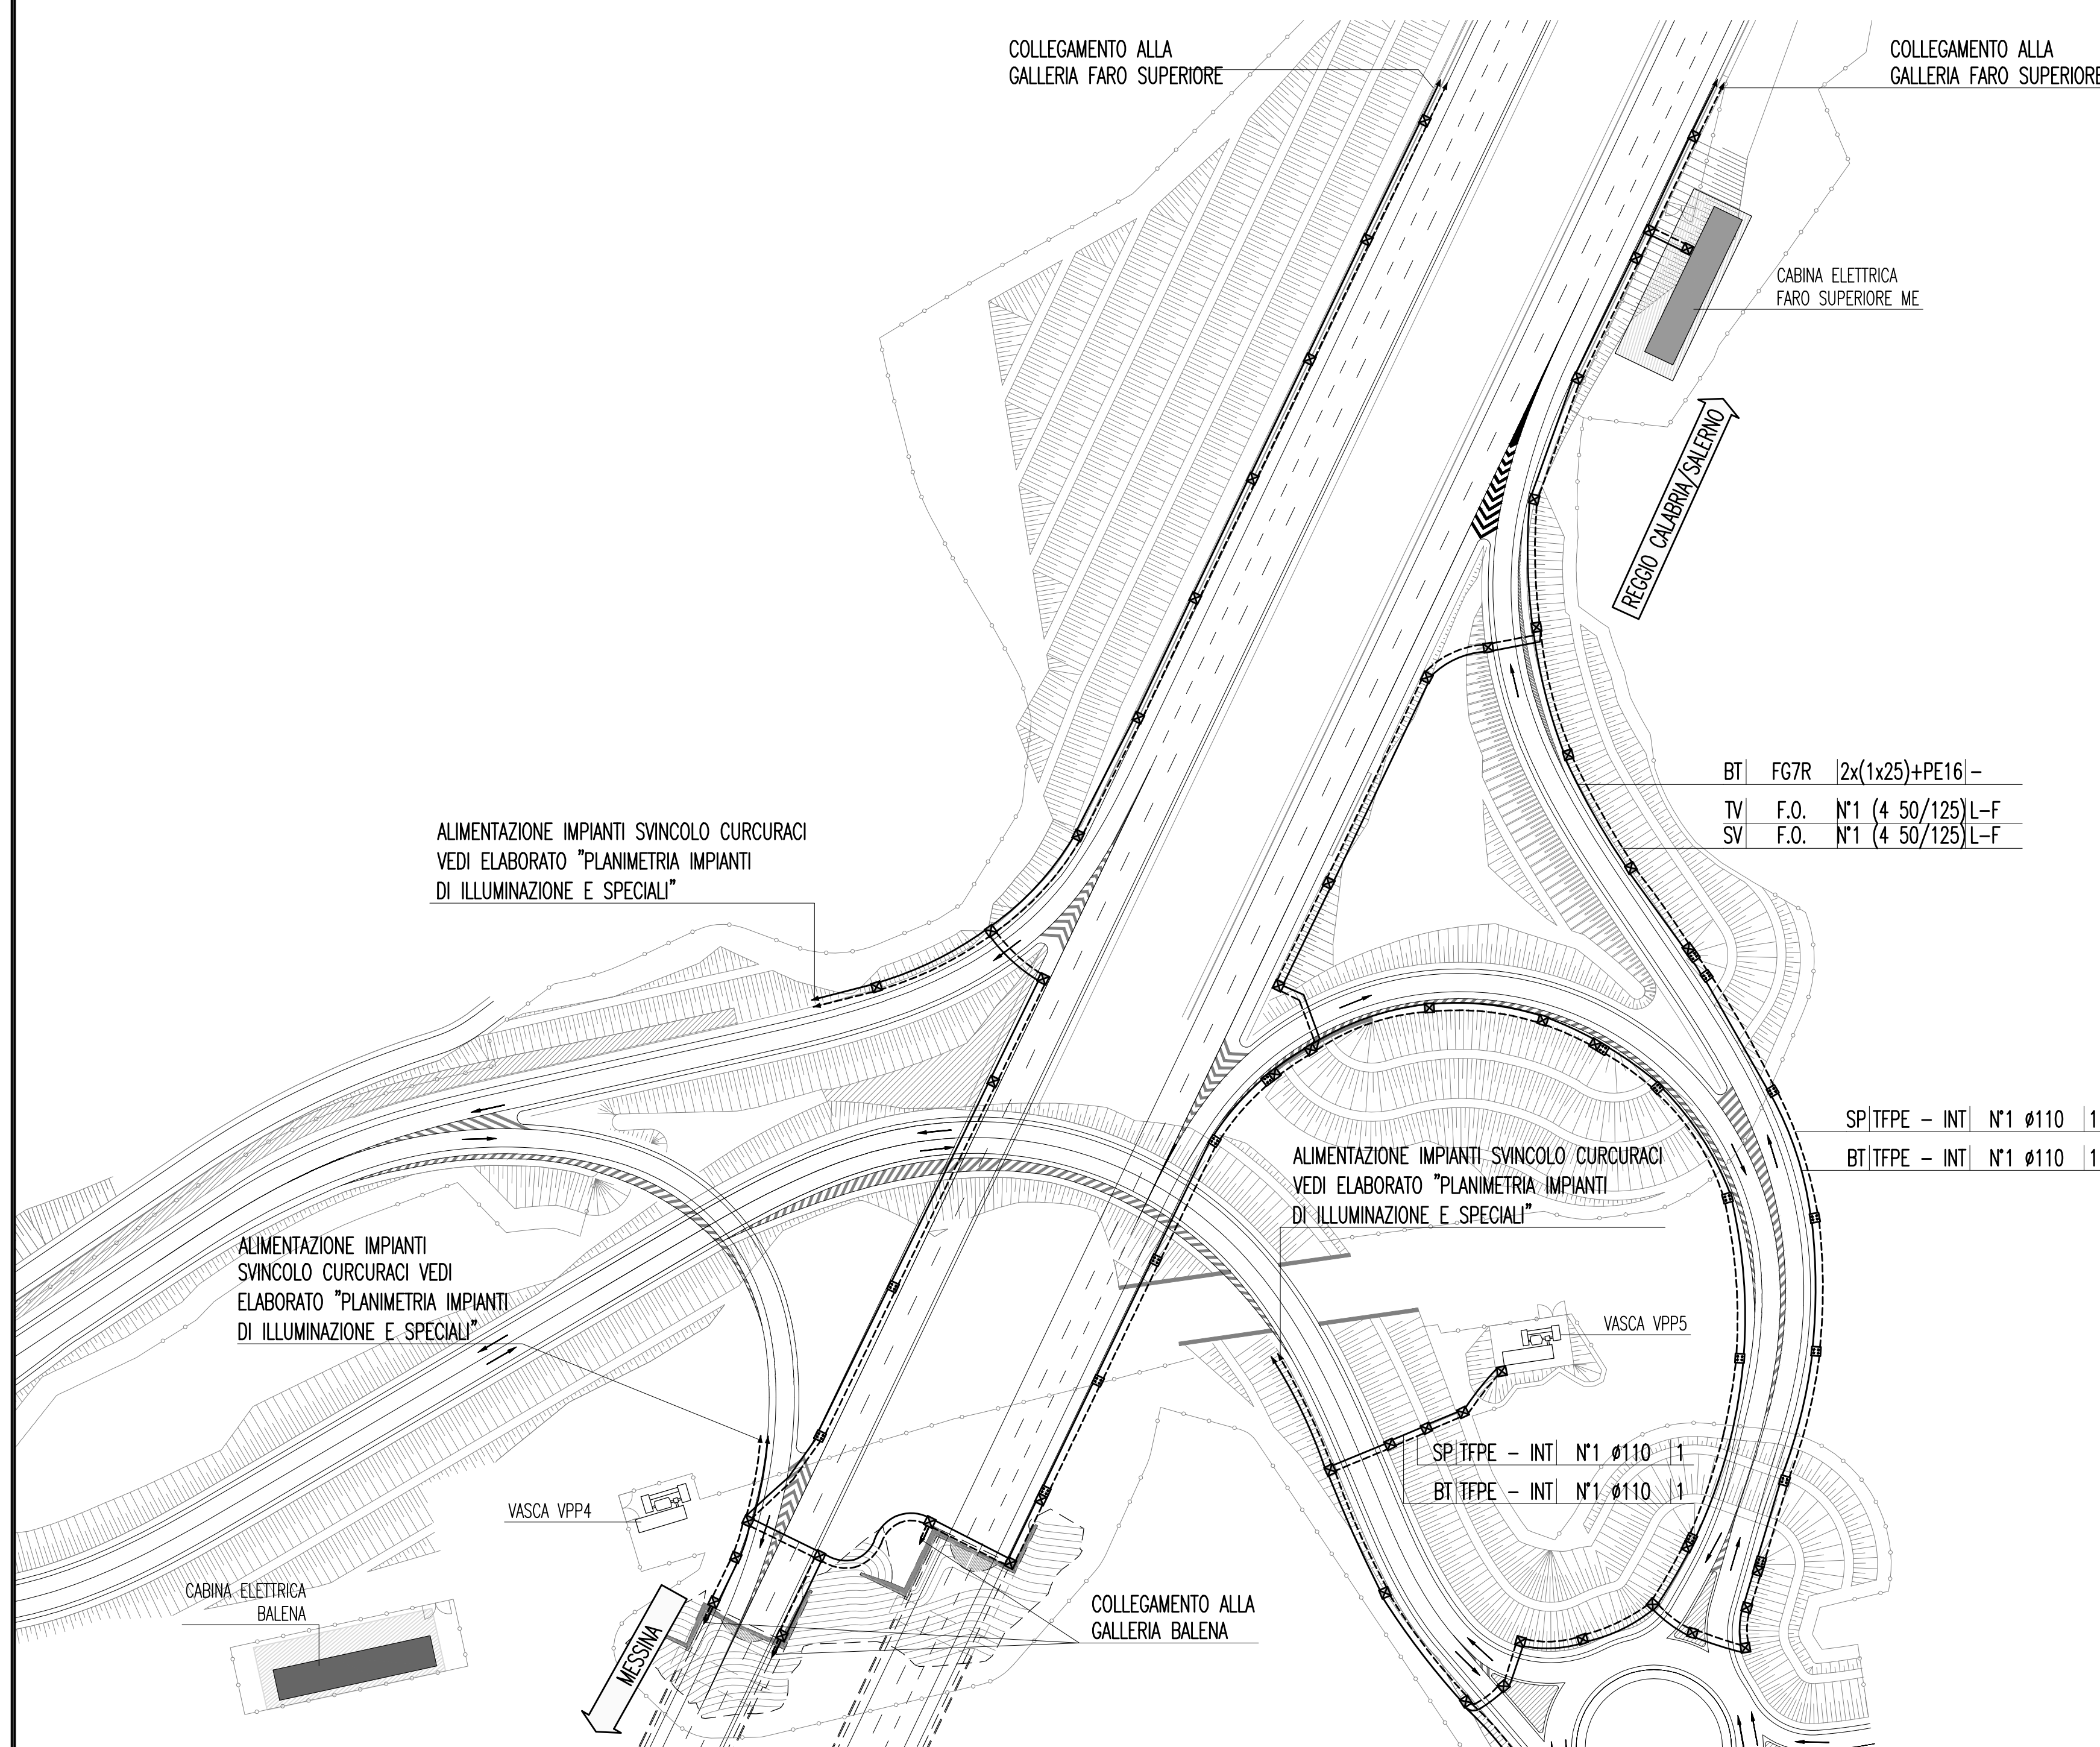 COLLEGAMENTO ALLA
GALLERIA FARO SUPERIORE
COLLEGAMENTO ALLA
GALLERIA FARO SUPERIORE
CABINA ELETTRICA
FARO SUPERIORE ME
REGGIO CALABRIA/SALERNO
BT FG7R 2x(1x25)+PE16 –
TV F.O. N°1 (4 50/125) L–F
SV F.O. N°1 (4 50/125) L–F
ALIMENTAZIONE IMPIANTI SVINCOLO CURCURACI
VEDI ELABORATO "PLANIMETRIA IMPIANTI
DI ILLUMINAZIONE E SPECIALI"
SP TFPE – INT N°1 ø110 1
BT TFPE – INT N°1 ø110 1
ALIMENTAZIONE IMPIANTI SVINCOLO CURCURACI
VEDI ELABORATO "PLANIMETRIA IMPIANTI
DI ILLUMINAZIONE E SPECIALI"
ALIMENTAZIONE IMPIANTI
SVINCOLO CURCURACI VEDI
ELABORATO "PLANIMETRIA IMPIANTI
DI ILLUMINAZIONE E SPECIALI"
VASCA VPP5
SP TFPE – INT N°1 ø110 1
BT TFPE – INT N°1 ø110 1
VASCA VPP4
CABINA ELETTRICA
BALENA
COLLEGAMENTO ALLA
GALLERIA BALENA
MESSINA